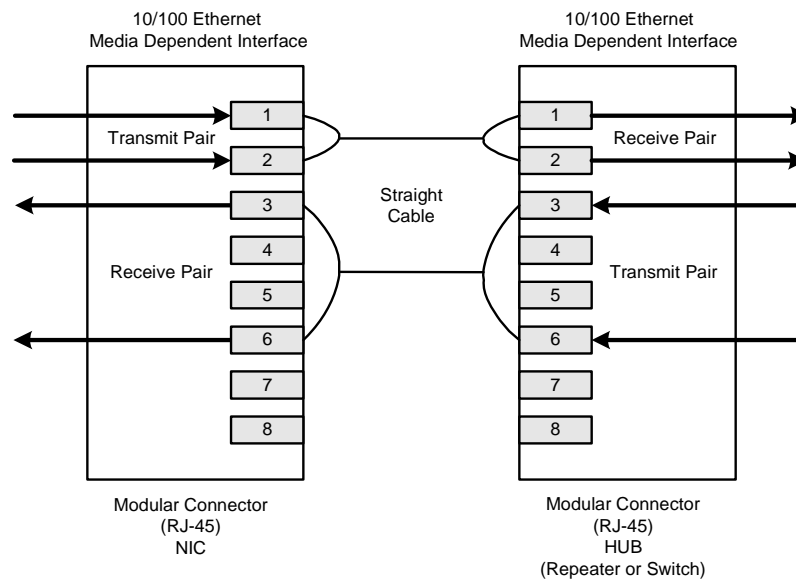 10/100 Ethernet
Media Dependent Interface
10/100 Ethernet
Media Dependent Interface
1
Transmit Pair
2
3
4
Receive Pair
5
6
7
8
Straight
Cable
1
Receive Pair
2
3
4
Transmit Pair
5
6
7
8
Modular Connector
(RJ-45)
NIC
Modular Connector
(RJ-45)
HUB
(Repeater or Switch)